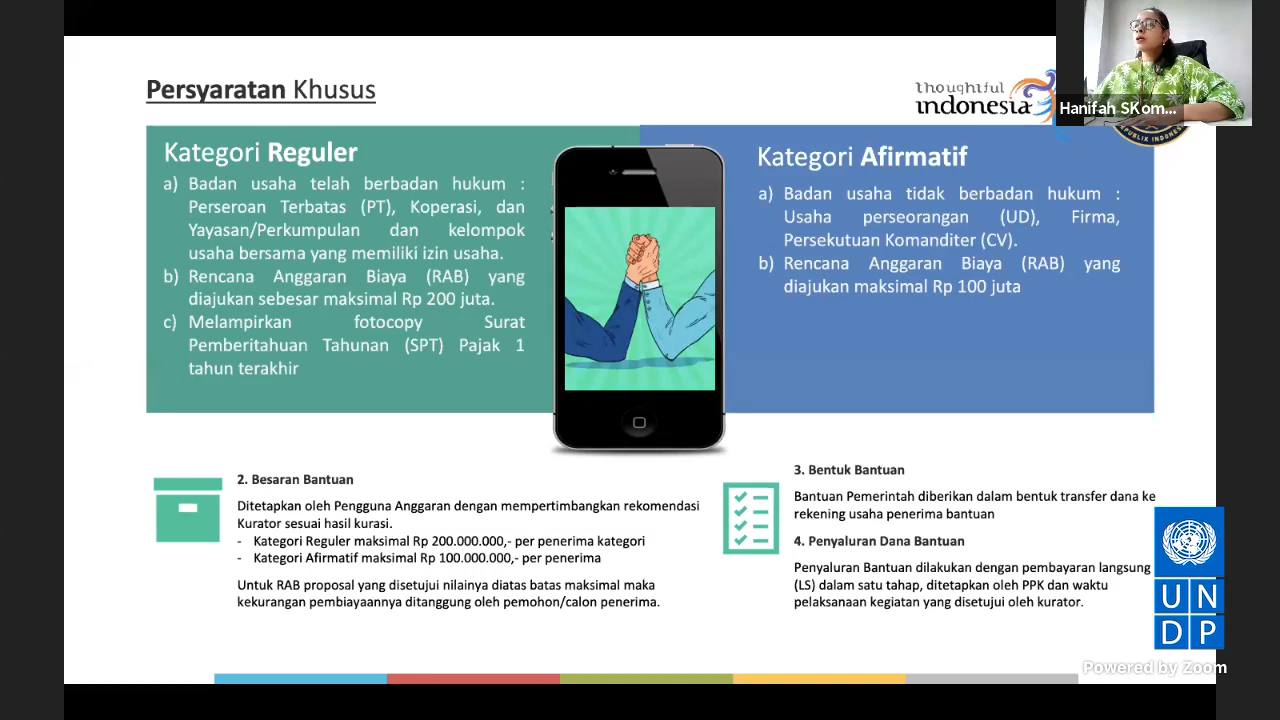 Persyaratan Khusus
thoughtful
indonesia
Hanifah SKom...
Kategori Reguler
a) Badan usaha telah berbadan hukum :
Perseroan Terbatas (PT), Koperasi, dan
Yayasan/Perkumpulan dan kelompok
usaha bersama yang memiliki izin usaha.
b) Rencana Anggaran Biaya (RAB) yang
diajukan sebesar maksimal Rp 200 juta.
c) Melampirkan fotocopy Surat
Pemberitahuan Tahunan (SPT) Pajak 1
tahun terakhir
Kategori Afirmatif
a) Badan usaha tidak berbadan hukum :
Usaha perseorangan (UD), Firma,
Persekutuan Komanditer (CV).
b) Rencana Anggaran Biaya (RAB) yang
diajukan maksimal Rp 100 juta
2. Besaran Bantuan
Ditetapkan oleh Pengguna Anggaran dengan mempertimbangkan rekomendasi
Kurator sesuai hasil kurasi.
- Kategori Reguler maksimal Rp 200.000.000,- per penerima kategori
- Kategori Afirmatif maksimal Rp 100.000.000,- per penerima
Untuk RAB proposal yang disetujui nilainya diatas batas maksimal maka
kekurangan pembiayaannya ditanggung oleh pemohon/calon penerima.
3. Bentuk Bantuan
Bantuan Pemerintah diberikan dalam bentuk transfer dana ke
rekening usaha penerima bantuan
4. Penyaluran Dana Bantuan
Penyaluran Bantuan dilakukan dengan pembayaran langsung
(LS) dalam satu tahap, ditetapkan oleh PPK dan waktu
pelaksanaan kegiatan yang disetujui oleh kurator.
U N
D P
Powered by Zoom